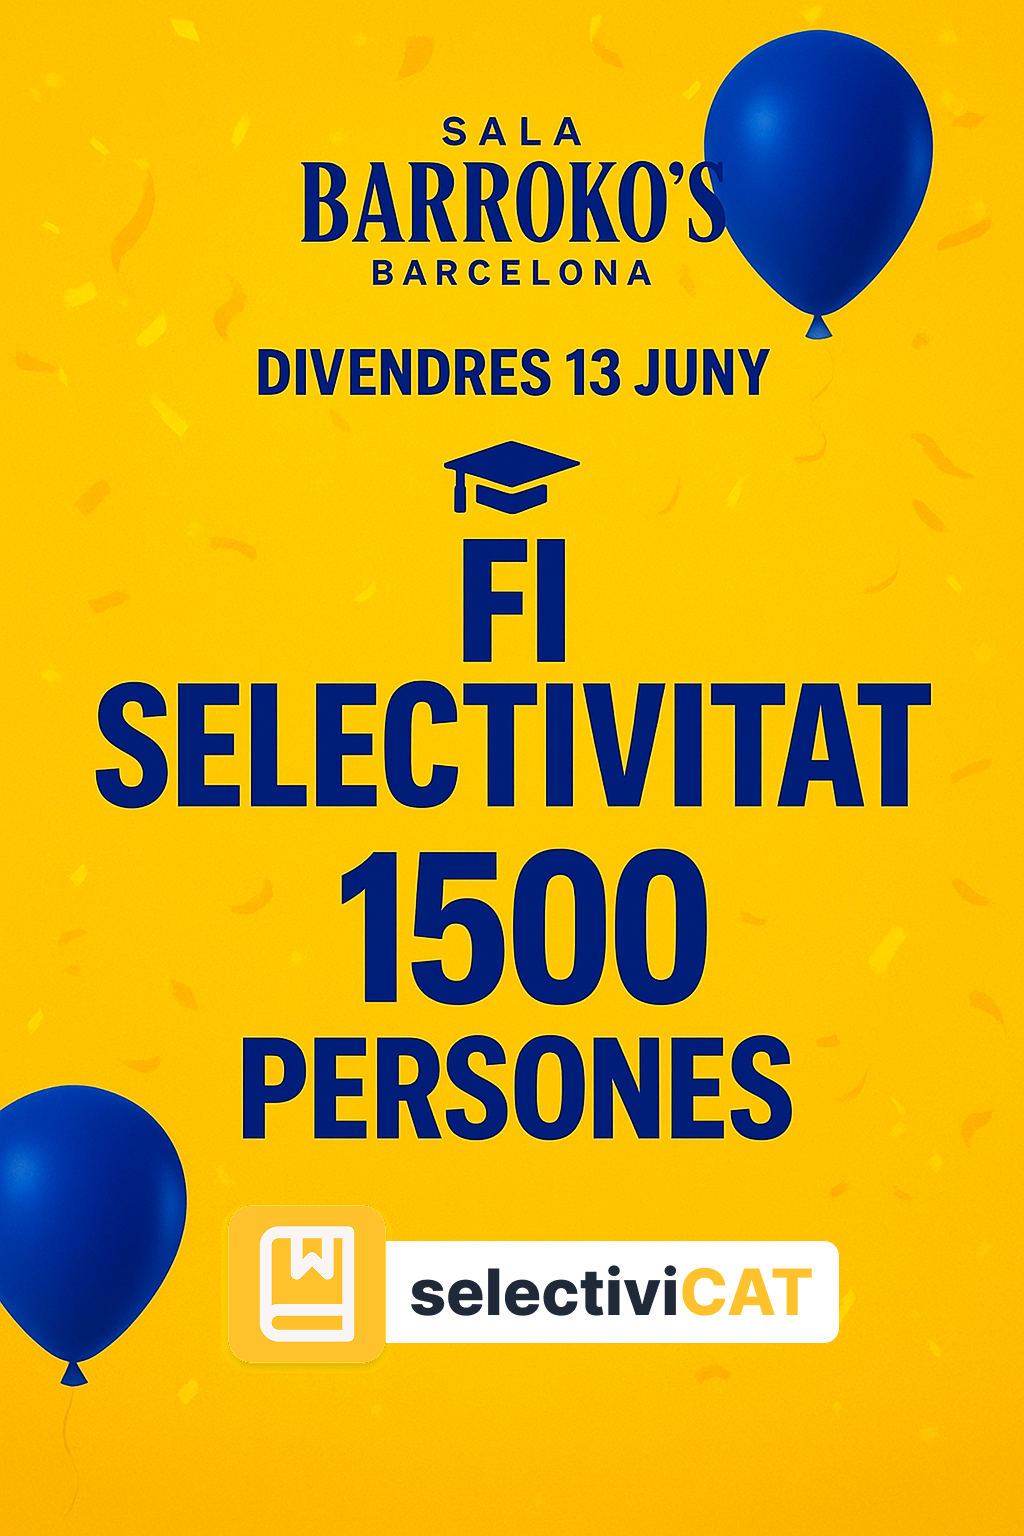 SALA
BARROKO'S
BARCELONA
DIVENDRES 13 JUNY
FI
SELECTIVITAT
1500
PERSONES
selectiviCAT